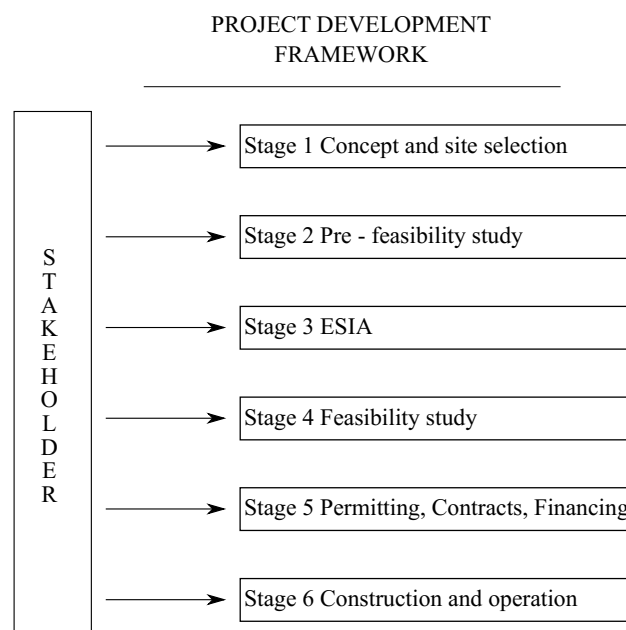 PROJECT DEVELOPMENT
FRAMEWORK
STAKEHOLDER
Stage 1 Concept and site selection
Stage 2 Pre - feasibility study
Stage 3 ESIA
Stage 4 Feasibility study
Stage 5 Permitting, Contracts, Financing
Stage 6 Construction and operation